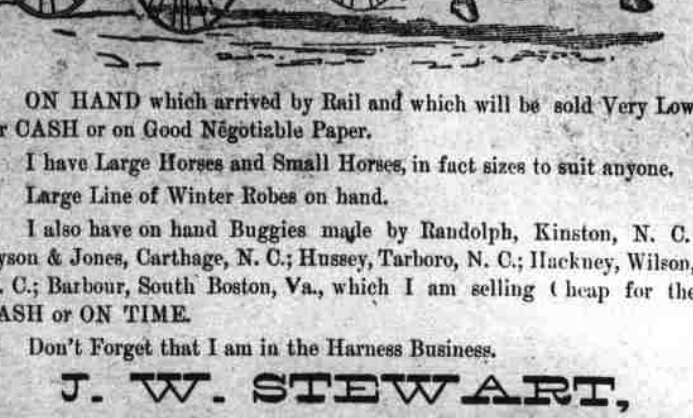 ON HAND which arrived by Rail and which will be sold Very Low
r CASH or on Good Negotiable Paper.
I have Large Horses and Small Horses, in fact sizes to suit anyone.
Large Line of Winter Robes on hand.
I also have on hand Buggies made by Randolph, Kinston, N. C.
yson & Jones, Carthage, N. C.; Hussey, Tarboro, N. C.; Hackney, Wilson,
. C.; Barbour, South Boston, Va., which I am selling Cheap for the
ASH or ON TIME.
Don't Forget that I am in the Harness Business.
J. W. STEWART,